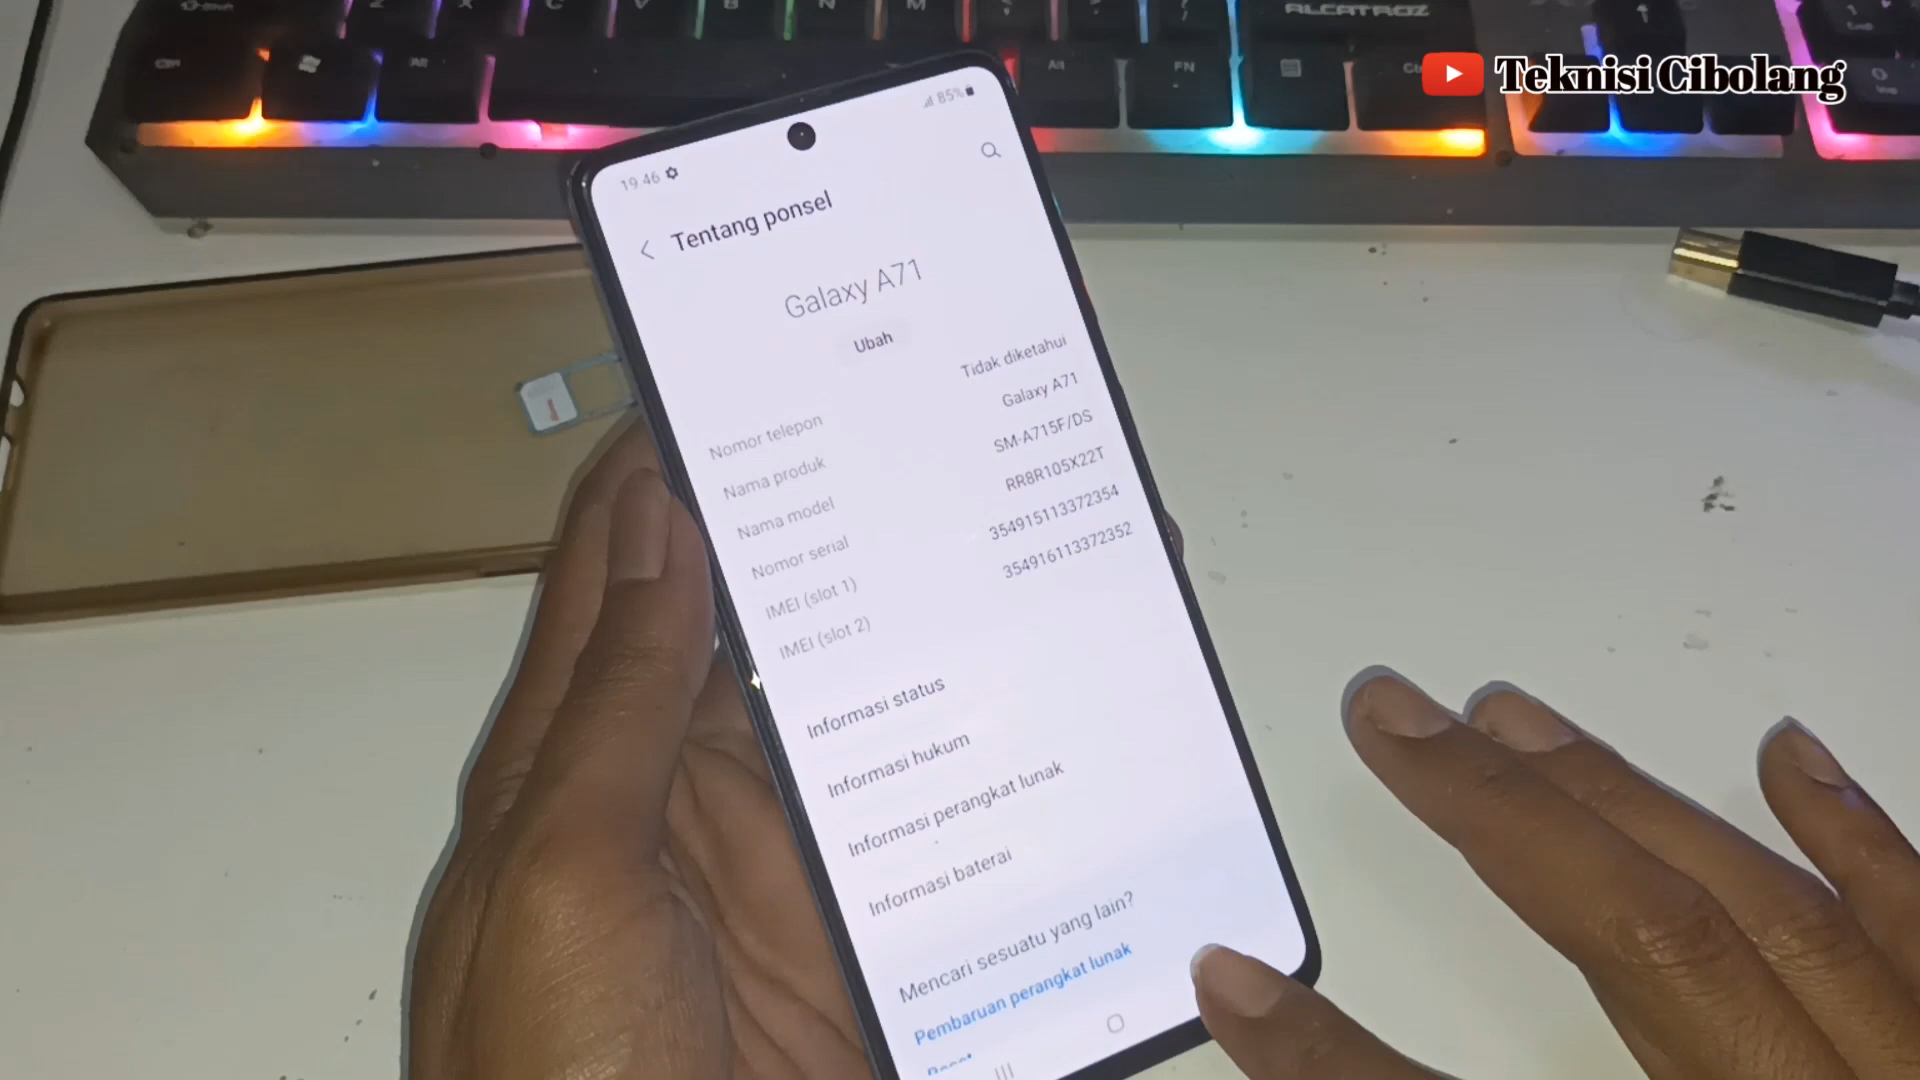 Shift
Z
X
C
V
B
N
M
ALCATROZ
Ctrl
Alt
Alt
FN
Teknisi Cibolang
85%
19.46
Tentang ponsel
Galaxy A71
Ubah
Nomor telepon Tidak diketahui
Nama produk Galaxy A71
Nama model SM-A715F/DS
Nomor serial RR8R105X22T
IMEI (slot 1) 354915113372354
IMEI (slot 2) 354916113372352
Informasi status
Informasi hukum
Informasi perangkat lunak
Informasi baterai
Mencari sesuatu yang lain?
Pembaruan perangkat lunak